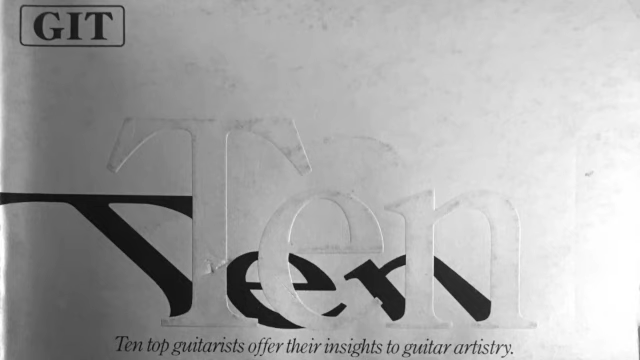 GIT
Ten
Ten top guitarists offer their insights to guitar artistry.